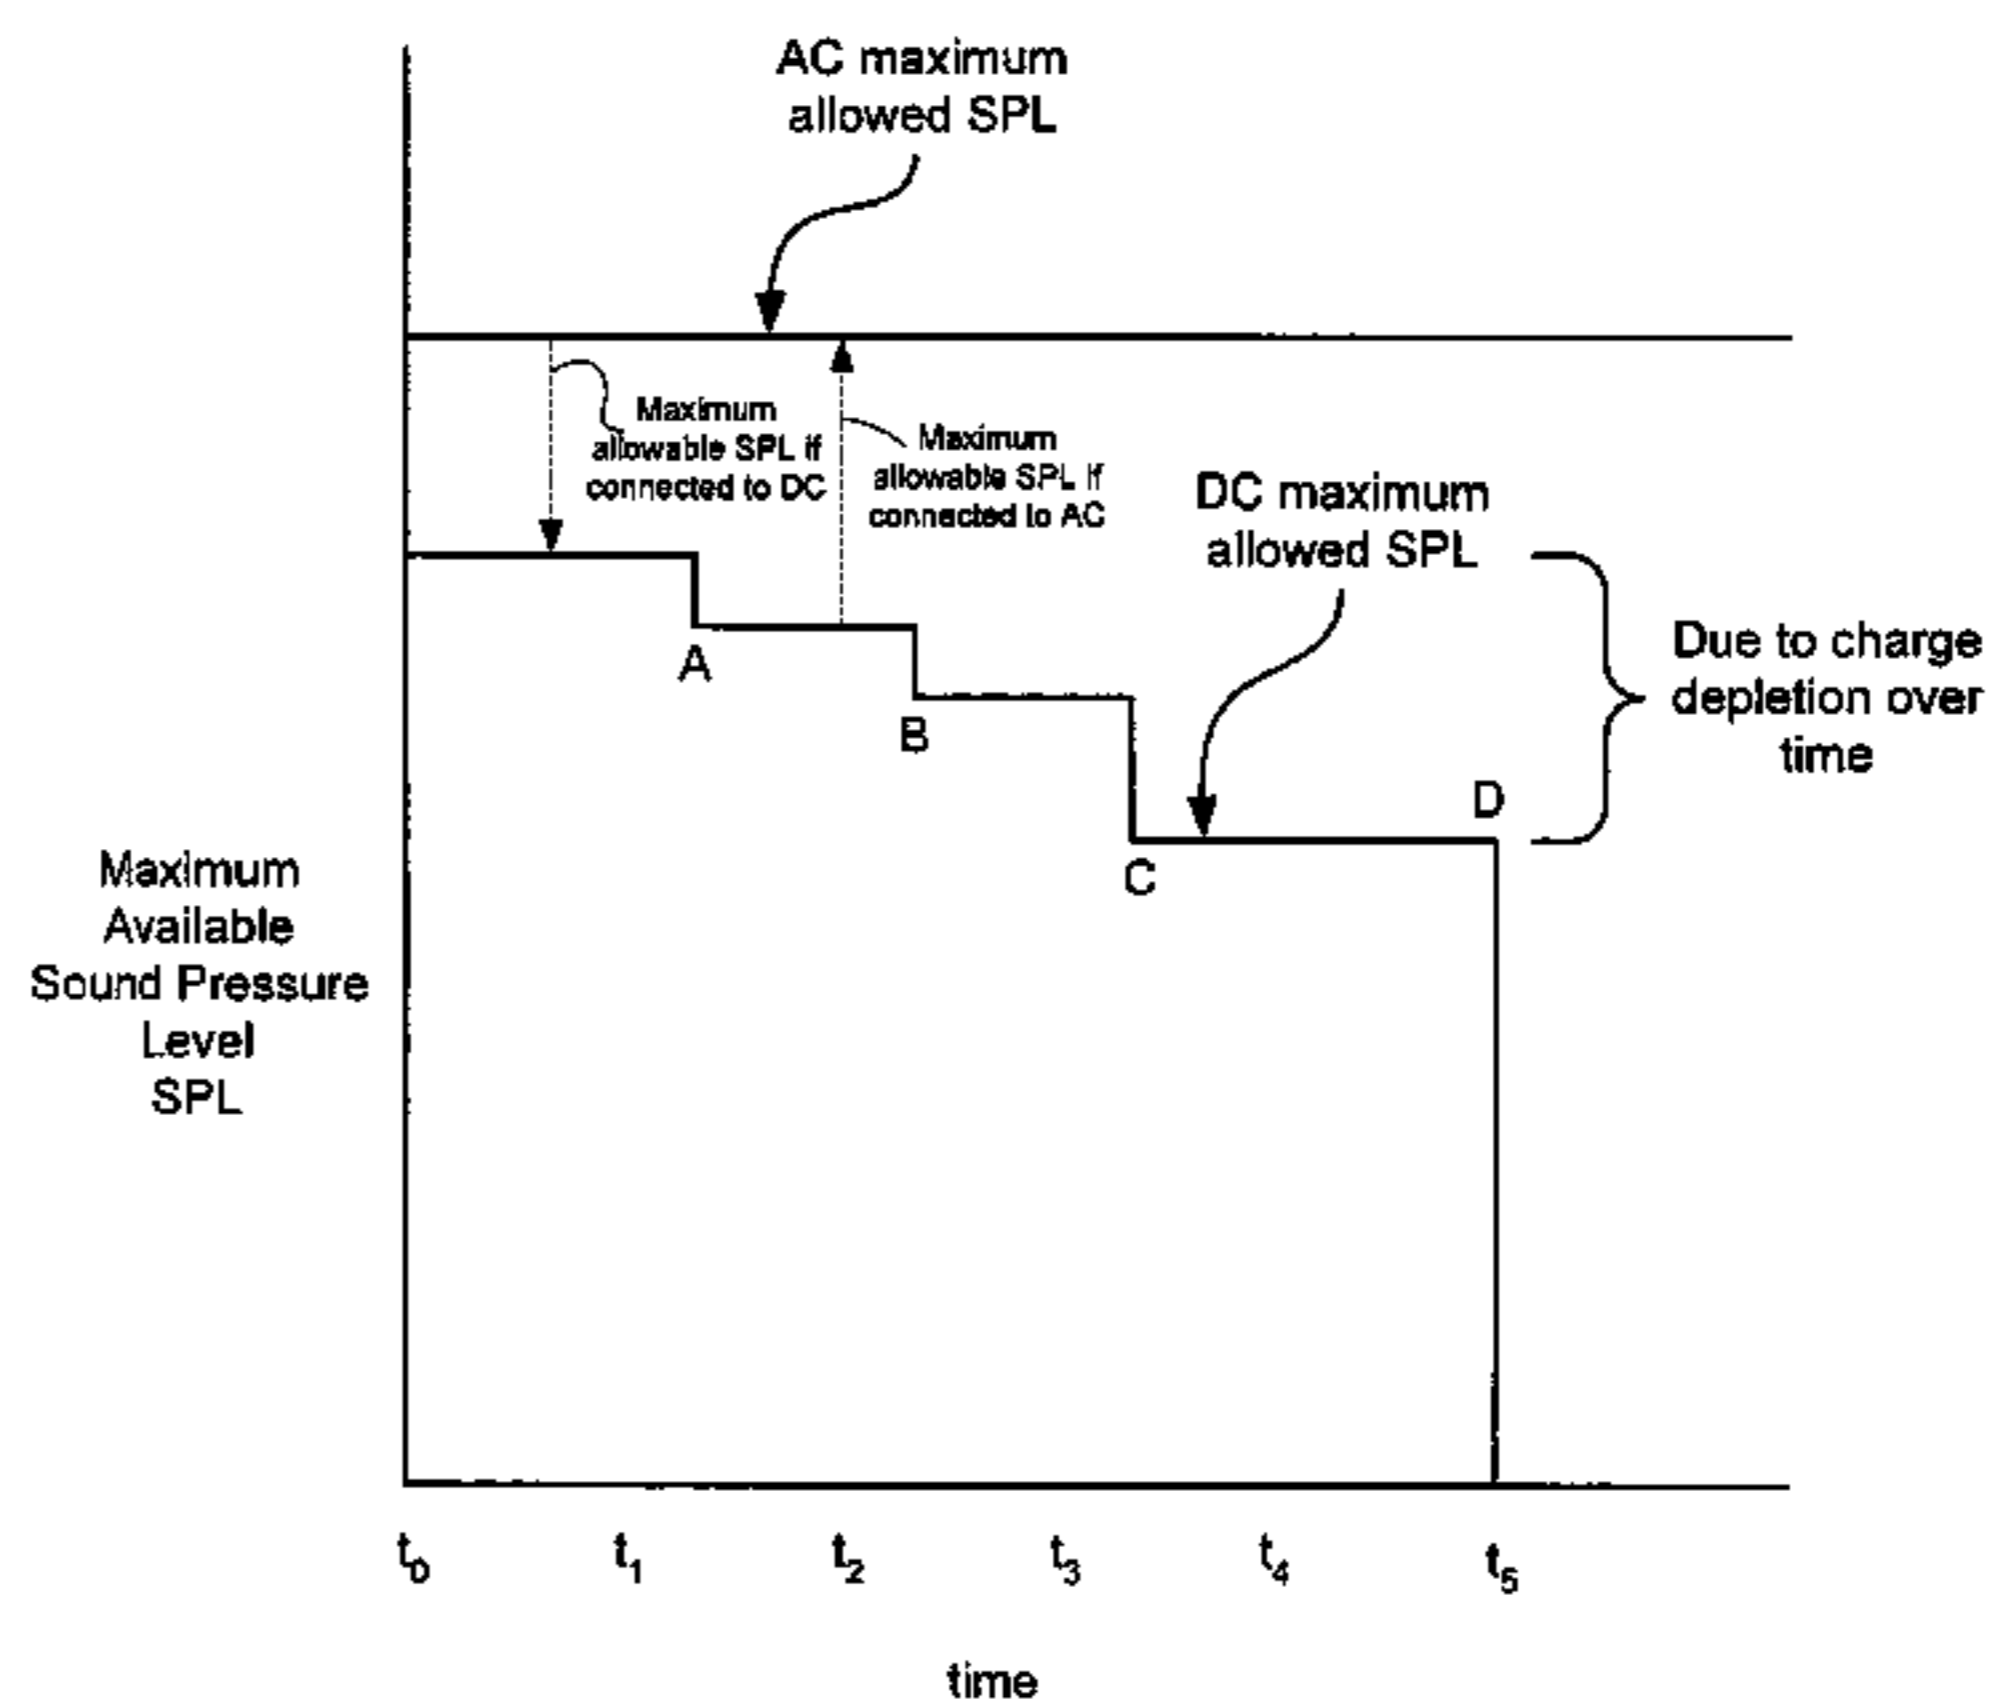 AC maximum
allowed SPL
Maximum
allowable SPL if
connected to DC
Maximum
allowable SPL if
connected to AC
DC maximum
allowed SPL
Due to charge
depletion over
time
A
B
C
D
Maximum
Available
Sound Pressure
Level
SPL
t0 t1 t2 t3 t4 t5
time